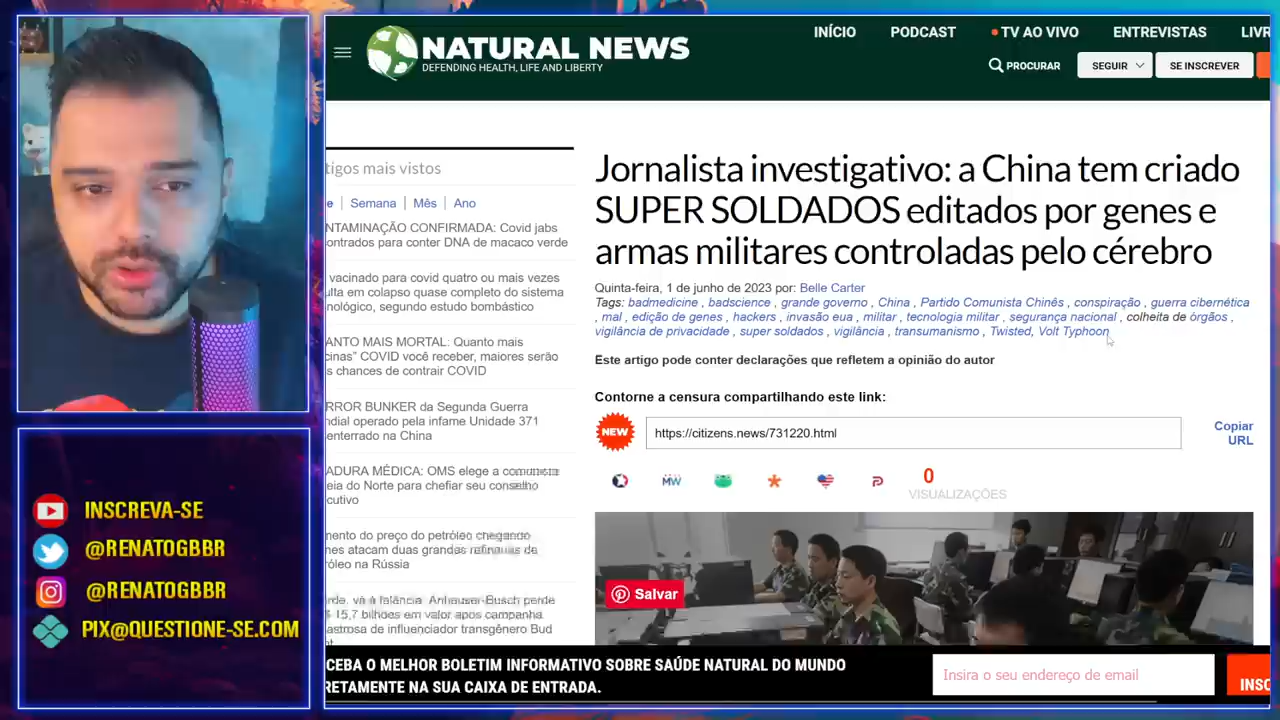 NATURAL NEWS
DEFENDING HEALTH, LIFE AND LIBERTY
INÍCIO PODCAST TV AO VIVO ENTREVISTAS LIVR
PROCURAR SEGUIR SE INSCREVER
tigos mais vistos
Semana Mês Ano
NTAMINAÇÃO CONFIRMADA: Covid jabs
ontrados para conter DNA de macaco verde
vacinado para covid quatro ou mais vezes
ulta em colapso quase completo do sistema
nológico, segundo estudo bombástico
ANTO MAIS MORTAL: Quanto mais
cinas" COVID você receber, maiores serão
s chances de contrair COVID
RROR BUNKER da Segunda Guerra
ndial operado pela infame Unidade 371
enterrado na China
ADURA MÉDICA: OMS elege a comunista
eia do Norte para chefiar seu conselho
cutivo
mento do preço do petróleo chegando
nes atacam duas grandes refinarias de
róleo na Rússia
rde, vá à falência: Anheuser-Busch perde
$ 15,7 bilhões em valor após campanha
astrosa de influenciador transgênero Bud
Jornalista investigativo: a China tem criado
SUPER SOLDADOS editados por genes e
armas militares controladas pelo cérebro
Quinta-feira, 1 de junho de 2023 por: Belle Carter
Tags: badmedicine , badscience , grande governo , China , Partido Comunista Chinês , conspiração , guerra cibernética
, mal , edição de genes , hackers , invasão eua , militar , tecnologia militar , segurança nacional , colheita de órgãos ,
vigilância de privacidade , super soldados , vigilância , transumanismo , Twisted, Volt Typhoon
Este artigo pode conter declarações que refletem a opinião do autor
Contorne a censura compartilhando este link:
NEW
https://citizens.news/731220.html
Copiar
URL
MW
0
VISUALIZAÇÕES
Salvar
CEBA O MELHOR BOLETIM INFORMATIVO SOBRE SAÚDE NATURAL DO MUNDO
RETAMENTE NA SUA CAIXA DE ENTRADA.
Insira o seu endereço de email
INSC
INSCREVA-SE
@RENATOGBBR
@RENATOGBBR
PIX@QUESTIONE-SE.COM